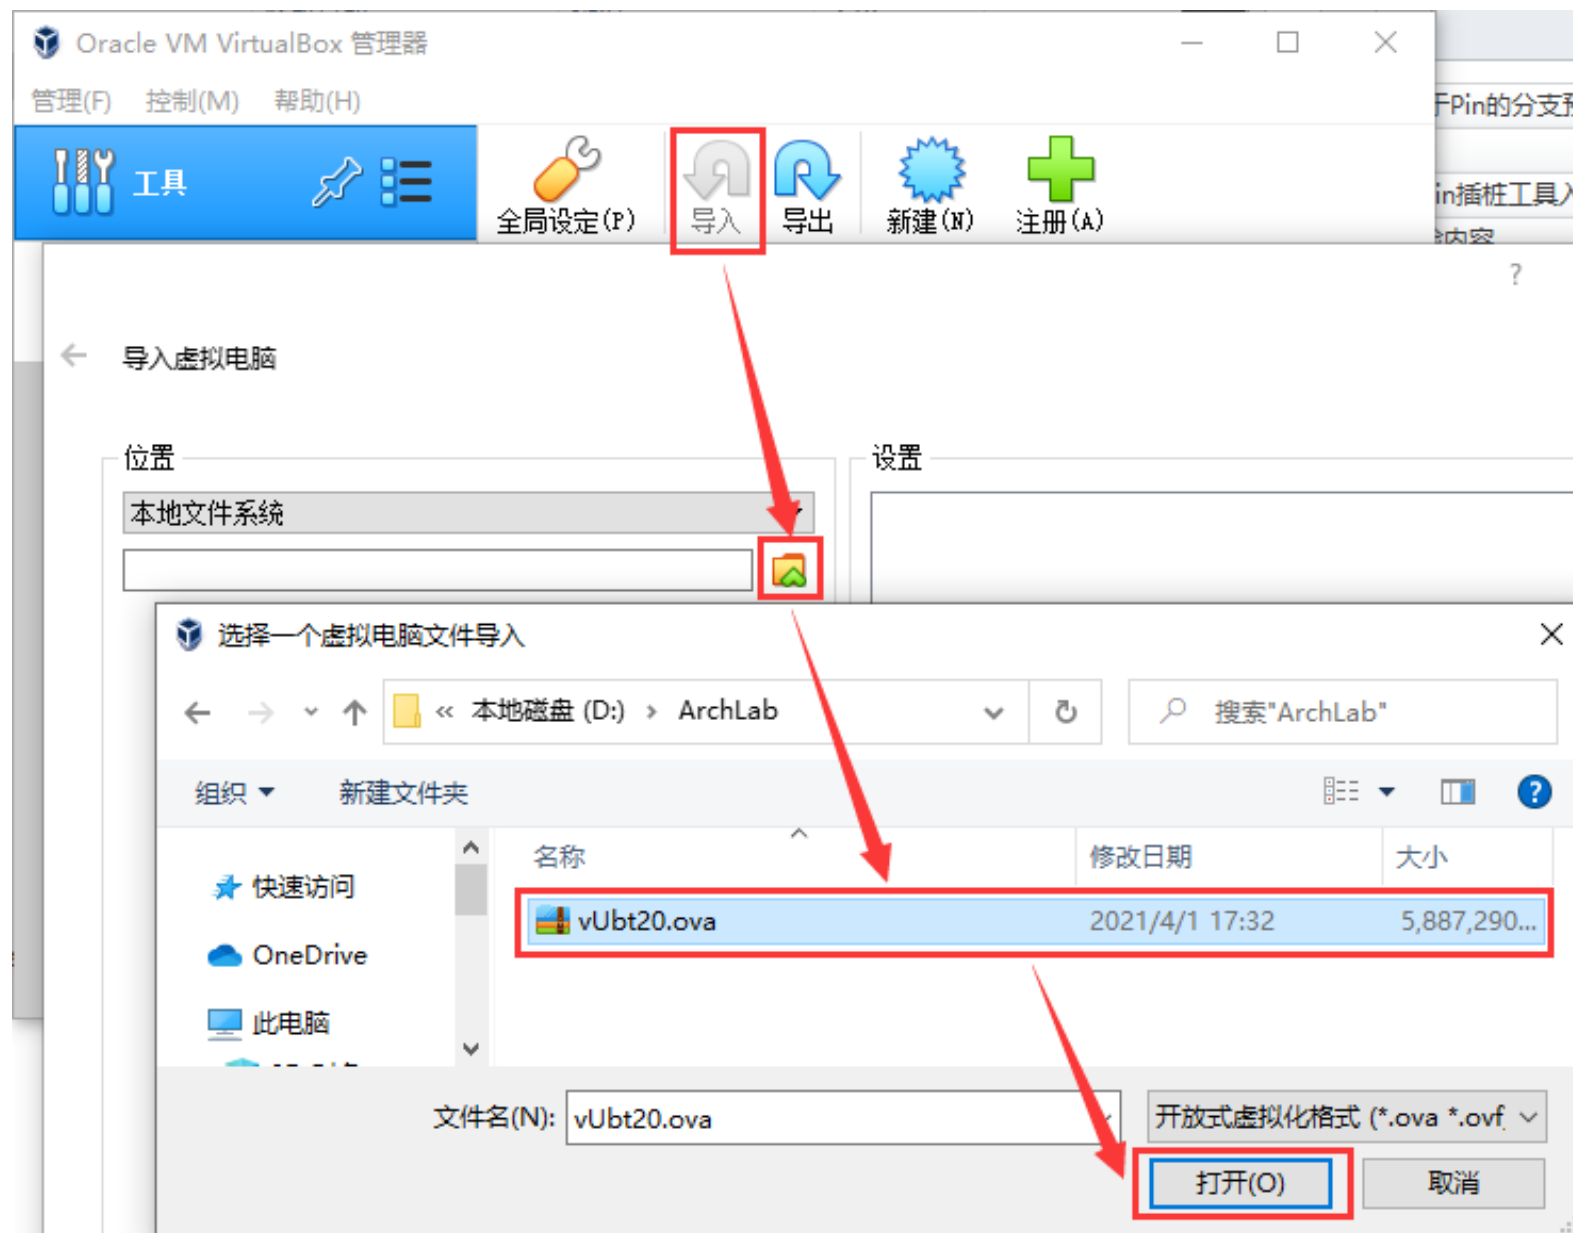 Oracle VM VirtualBox 管理器
管理(F) 控制(M) 帮助(H)
于Pin的分支预
工具
全局设定(P) 导入 导出 新建(N) 注册(A)
in插桩工具入
内容
?
导入虚拟电脑
位置
设置
本地文件系统
选择一个虚拟电脑文件导入
« 本地磁盘 (D:) › ArchLab
搜索"ArchLab"
组织 新建文件夹
?
名称 修改日期 大小
快速访问
vUbt20.ova 2021/4/1 17:32 5,887,290...
OneDrive
此电脑
文件名(N): vUbt20.ova 开放式虚拟化格式 (*.ova *.ovf
打开(O) 取消